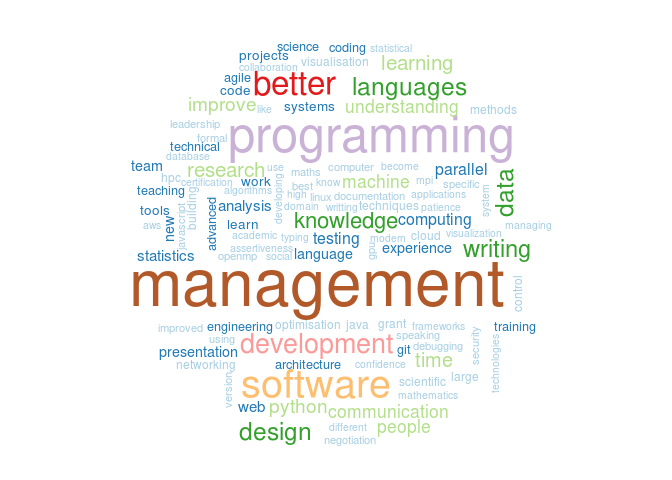 science
coding
statistical
projects
visualisation
learning
collaboration
agile
better
languages
code
improve
like
systems
understanding
methods
leadership
programming
formal
technical
database
team
research
use
maths
computer
become
parallel
hpc
certification
work
best
know
machine
mpl
specific
data
teaching
algorithms
high
linux
documentation
applications
system
tools
javascript
building
advanced
analysis
developing
domain
writting
techniques
patience
aws
new
learn
academic
knowledge
computing
managing
statistics
assertiveness
typing
testing
gpu
modern
cloud
visualization
openmp
social
language
experience
writing
management
control
improved
engineering
optimisation
java
grant
frameworks
training
using
development
speaking
debugging
security
presentation
git
networking
architecture
confidence
time
technologies
version
software
scientific
large
mathematics
web
python
communication
design
different
people
negotiation